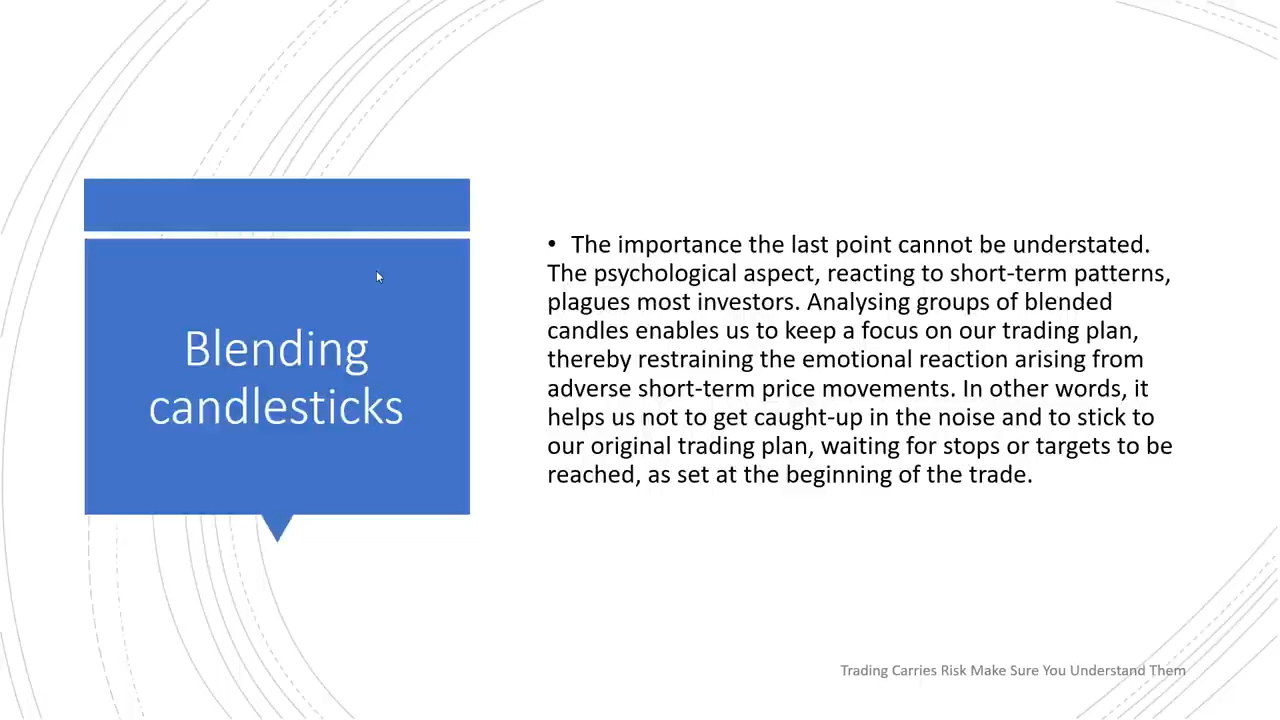 Blending
candlesticks
• The importance the last point cannot be understated.
The psychological aspect, reacting to short-term patterns,
plagues most investors. Analysing groups of blended
candles enables us to keep a focus on our trading plan,
thereby restraining the emotional reaction arising from
adverse short-term price movements. In other words, it
helps us not to get caught-up in the noise and to stick to
our original trading plan, waiting for stops or targets to be
reached, as set at the beginning of the trade.
Trading Carries Risk Make Sure You Understand Them